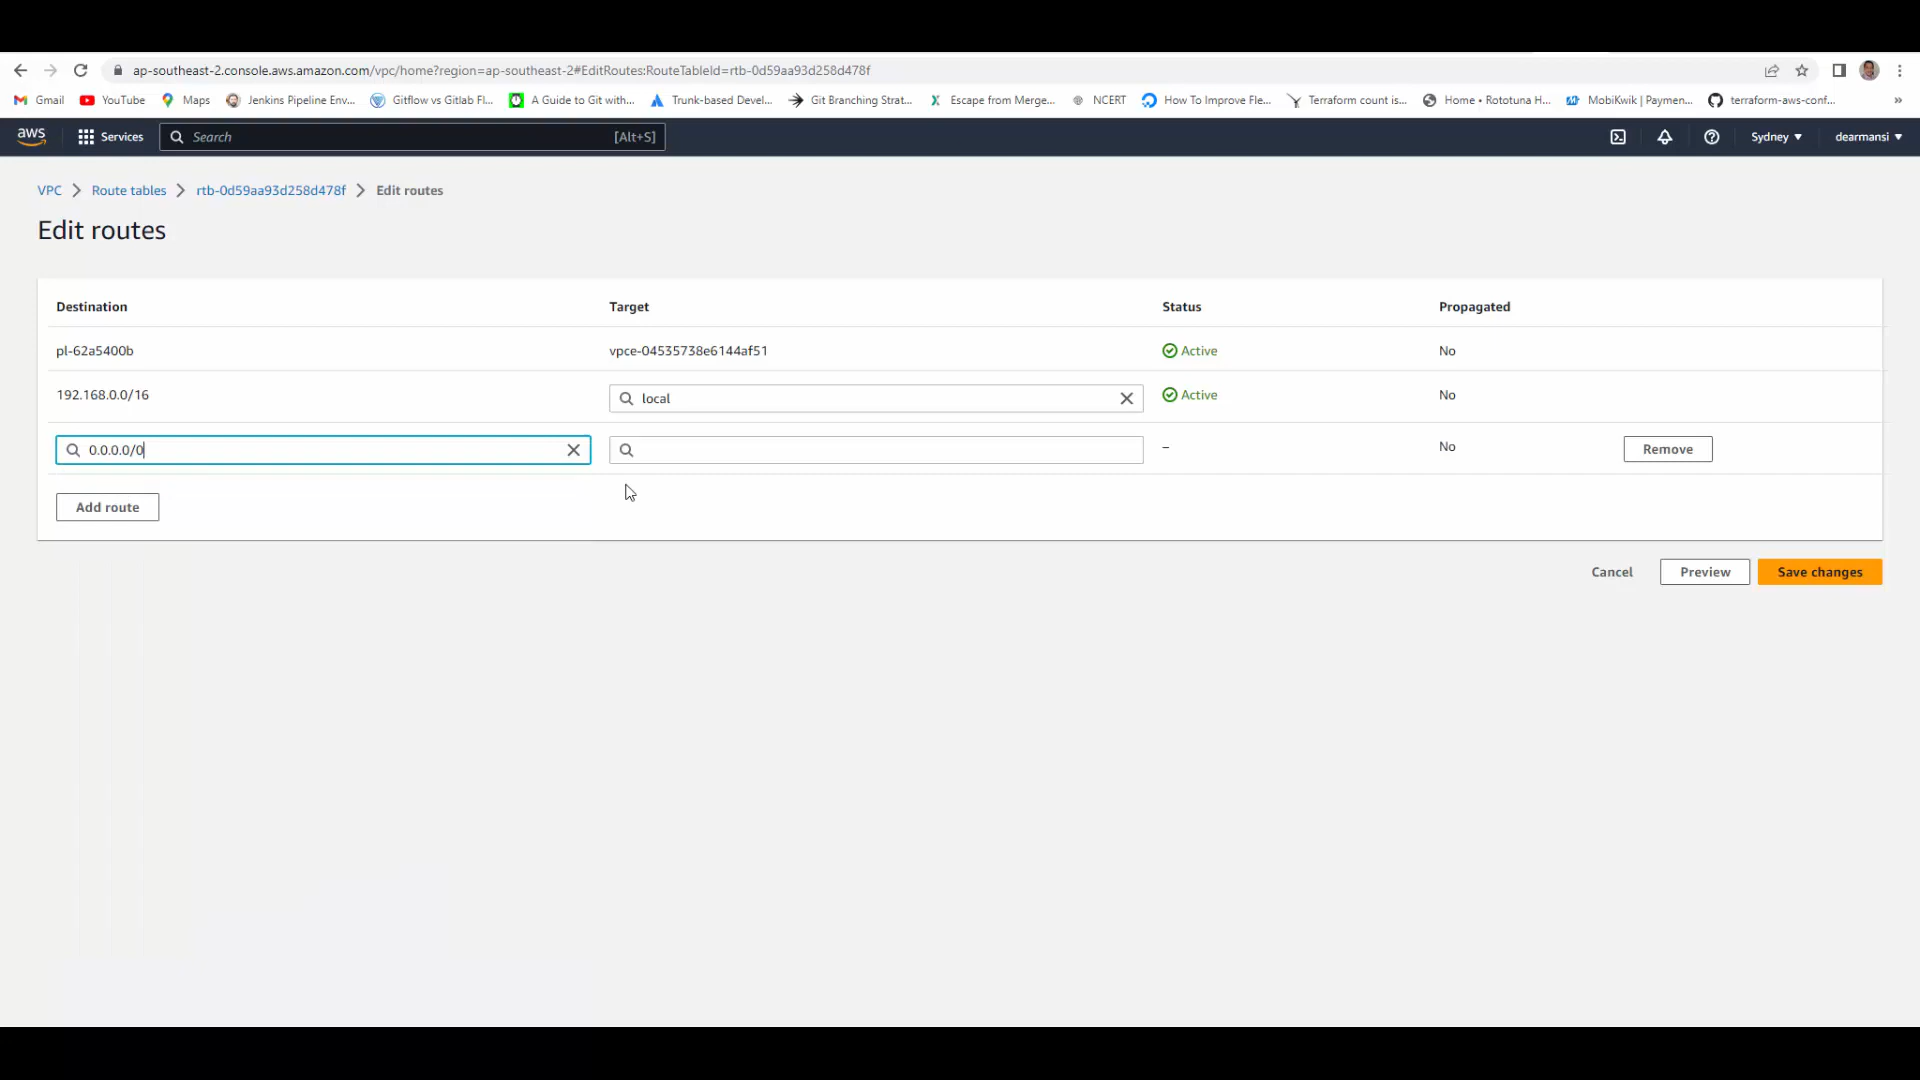 ap-southeast-2.console.aws.amazon.com/vpc/home?region=ap-southeast-2#EditRoutes:RouteTableId=rtb-0d59aa93d258d478f
Gmail YouTube Maps Jenkins Pipeline Env... Gitflow vs Gitlab Fl... A Guide to Git with... Trunk-based Devel... Git Branching Strat... Escape from Merge... NCERT How To Improve Fle... Terraform count is... Home • Rototuna H... MobiKwik | Paymen... terraform-aws-conf... »
aws Services Search [Alt+S] Sydney dearmansi
VPC Route tables rtb-0d59aa93d258d478f Edit routes
Edit routes
Destination Target Status Propagated
pl-62a5400b vpce-04535738e6144af51 Active No
192.168.0.0/16 local Active No
0.0.0.0/0 – No Remove
Add route
Cancel Preview Save changes